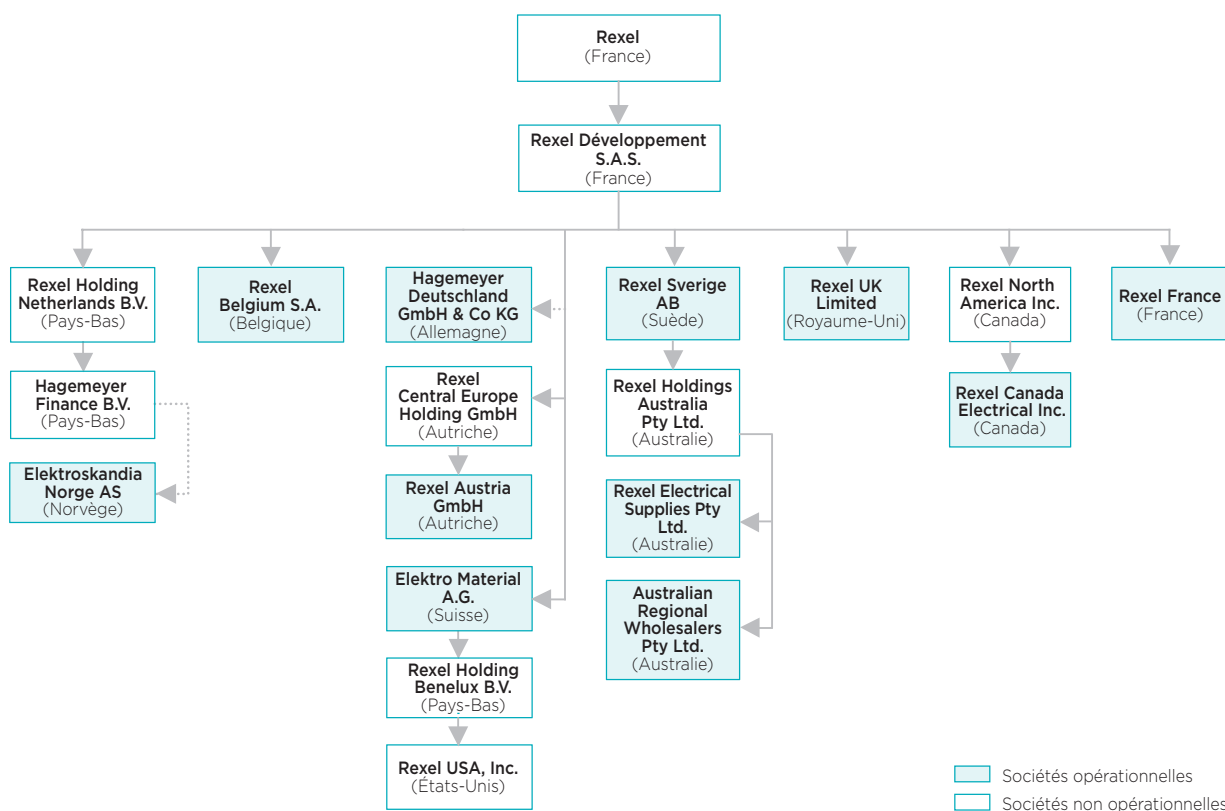 Rexel
(France)
Rexel Développement
S.A.S.
(France)
Rexel Holding
Netherlands B.V.
(Pays-Bas)
Rexel
Belgium S.A.
(Belgique)
Hagemeyer
Deutschland
GmbH & Co KG
(Allemagne)
Rexel Sverige
AB
(Suède)
Rexel UK
Limited
(Royaume-Uni)
Rexel North
America Inc.
(Canada)
Rexel France
(France)
Hagemeyer
Finance B.V.
(Pays-Bas)
Rexel
Central Europe
Holding GmbH
(Autriche)
Rexel Holdings
Australia
Pty Ltd.
(Australie)
Rexel Canada
Electrical Inc.
(Canada)
Elektroskandia
Norge AS
(Norvège)
Rexel Austria
GmbH
(Autriche)
Rexel Electrical
Supplies Pty
Ltd.
(Australie)
Elektro Material
A.G.
(Suisse)
Australian
Regional
Wholesalers
Pty Ltd.
(Australie)
Rexel Holding
Benelux B.V.
(Pays-Bas)
Rexel USA, Inc.
(États-Unis)
Sociétés opérationnelles
Sociétés non opérationnelles